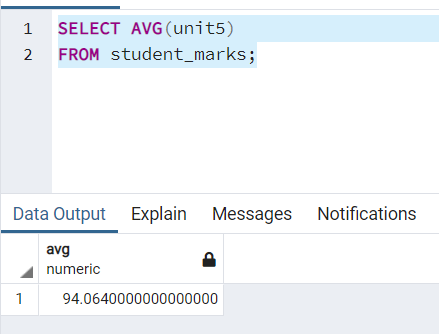 1 SELECT AVG(unit5)
2 FROM student_marks;
Data Output Explain Messages Notifications
avg
numeric
1 94.0640000000000000